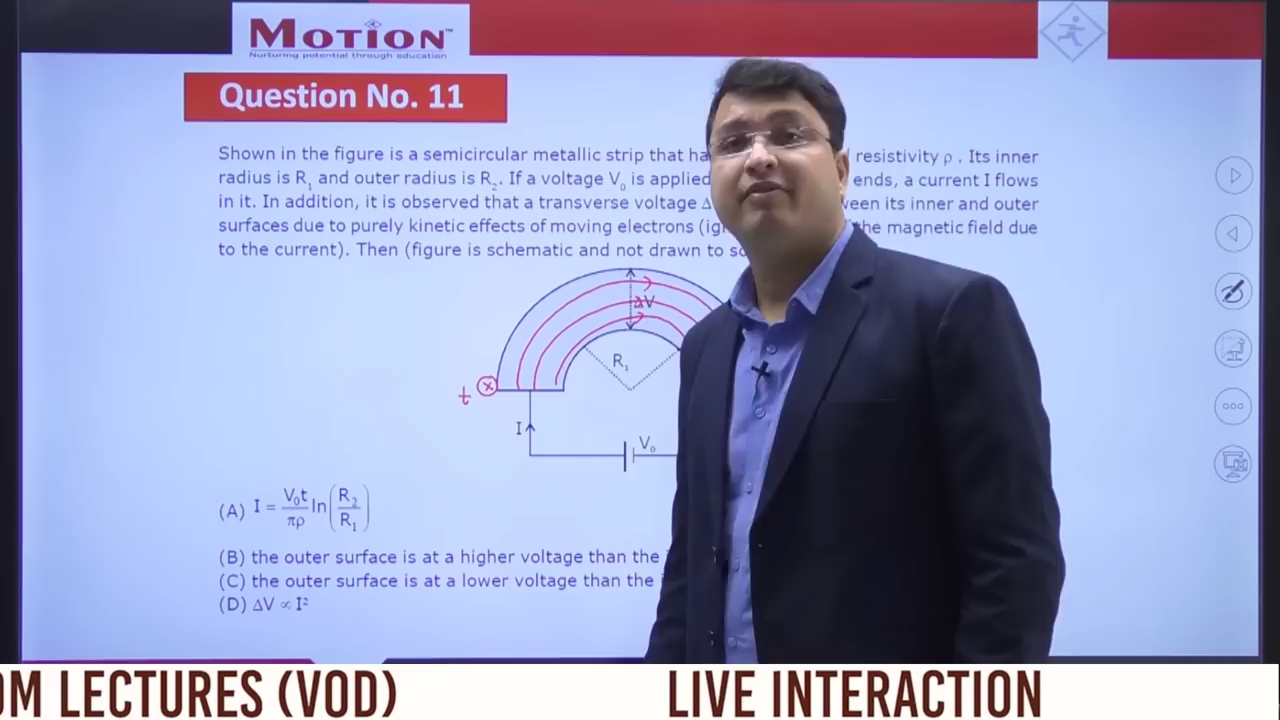 MOTION™
Nurturing potential through education
Question No. 11
Shown in the figure is a semicircular metallic strip that resistivity ρ . Its inner
radius is R₁ and outer radius is R₂. If a voltage V₀ is applied ends, a current I flows
in it. In addition, it is observed that a transverse voltage its inner and outer
surfaces due to purely kinetic effects of moving electrons the magnetic field due
to the current). Then (figure is schematic and not drawn to
ΔV
R₁
t
I
V₀
(A) I = V₀t/πρ ln(R₂/R₁)
(B) the outer surface is at a higher voltage than the
(C) the outer surface is at a lower voltage than the
(D) ΔV ∝ I²
LECTURES (VOD)
LIVE INTERACTION